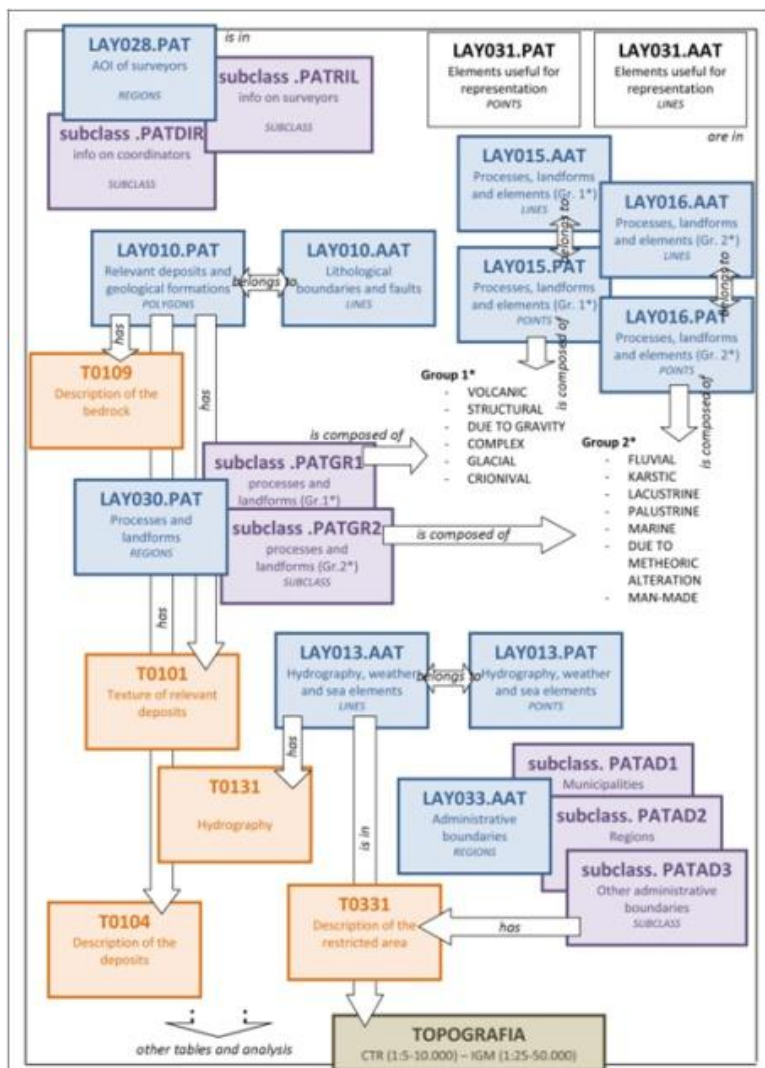 LAY028.PAT
AOI of surveyors
REGIONS
is in
subclass .PATRIL
info on surveyors
SUBCLASS
subclass .PATDIR
info on coordinators
SUBCLASS
LAY031.PAT
Elements useful for
representation
POINTS
LAY031.AAT
Elements useful for
representation
LINES
are in
LAY015.AAT
Processes, landforms
and elements (Gr. 1*)
LINES
belongs to
LAY015.PAT
Processes, landforms
and elements (Gr. 1*)
POINTS
LAY016.AAT
Processes, landforms
and elements (Gr. 2*)
LINES
belongs to
LAY016.PAT
Processes, landforms
and elements (Gr. 2*)
POINTS
LAY010.PAT
Relevant deposits and
geological formations
POLYGONS
belongs to
LAY010.AAT
Lithological
boundaries and faults
LINES
has
has
T0109
Description of the
bedrock
is composed of
is composed of
Group 1*
- VOLCANIC
- STRUCTURAL
- DUE TO GRAVITY
- COMPLEX
- GLACIAL
- CRIONIVAL
is composed of
subclass .PATGR1
processes and
landforms (Gr.1*)
Group 2*
- FLUVIAL
- KARSTIC
- LACUSTRINE
- PALUSTRINE
- MARINE
- DUE TO
METHEORIC
ALTERATION
- MAN-MADE
LAY030.PAT
Processes and
landforms
REGIONS
subclass .PATGR2
processes and
landforms (Gr.2*)
SUBCLASS
is composed of
has
T0101
Texture of relevant
deposits
LAY013.AAT
Hydrography, weather
and sea elements
LINES
belongs to
LAY013.PAT
Hydrography, weather
and sea elements
POINTS
has
T0131
Hydrography
is in
subclass. PATAD1
Municipalities
LAY033.AAT
Administrative
boundaries
REGIONS
subclass. PATAD2
Regions
subclass. PATAD3
Other administrative
boundaries
SUBCLASS
has
T0104
Description of the
deposits
T0331
Description of the
restricted area
other tables and analysis
TOPOGRAFIA
CTR (1:5-10.000) – IGM (1:25-50.000)